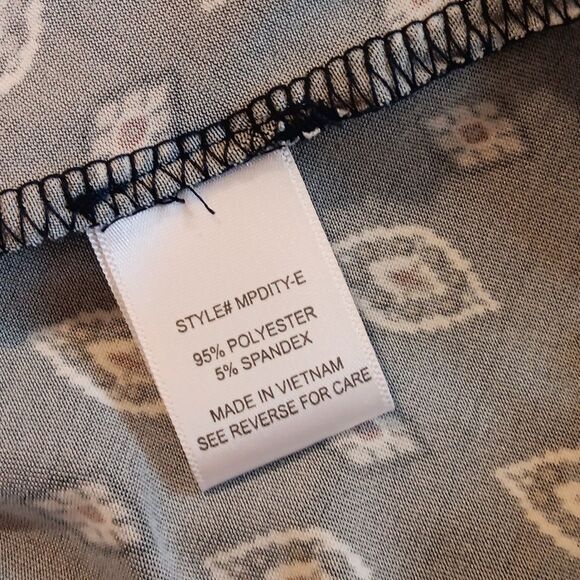 STYLE# MPDITY-E
95% POLYESTER
5% SPANDEX
MADE IN VIETNAM
SEE REVERSE FOR CARE